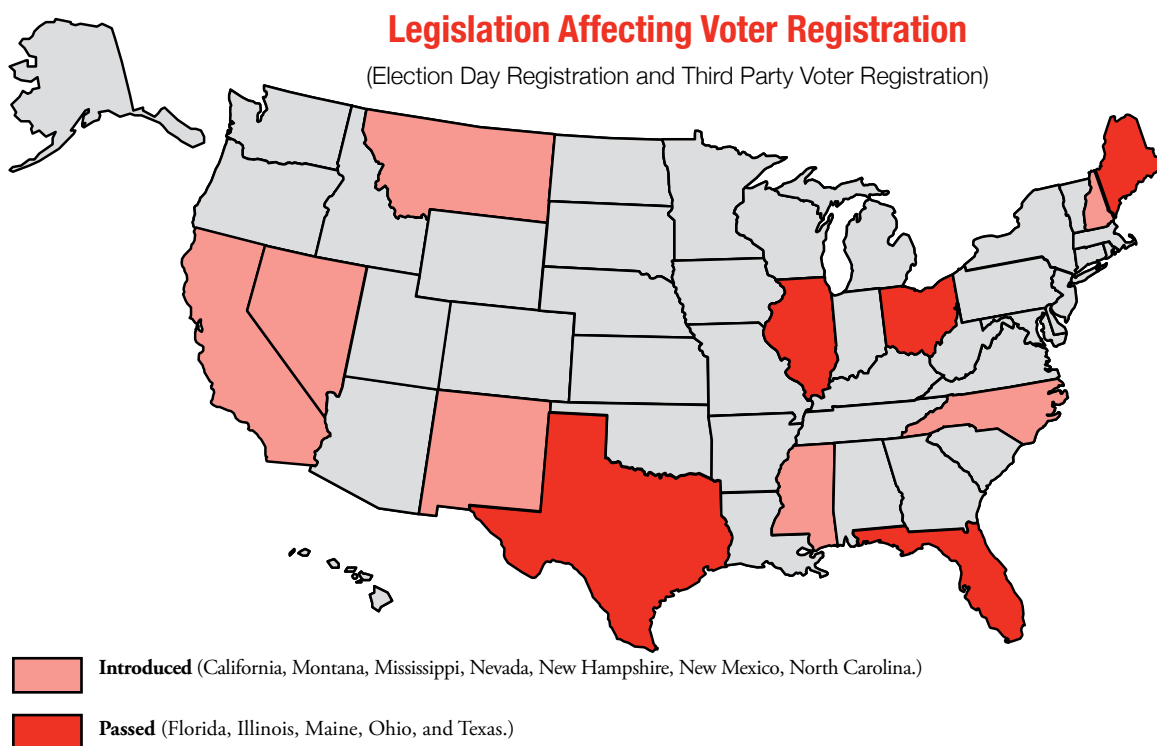 Legislation Affecting Voter Registration
(Election Day Registration and Third Party Voter Registration)
Introduced (California, Montana, Mississippi, Nevada, New Hampshire, New Mexico, North Carolina.)
Passed (Florida, Illinois, Maine, Ohio, and Texas.)